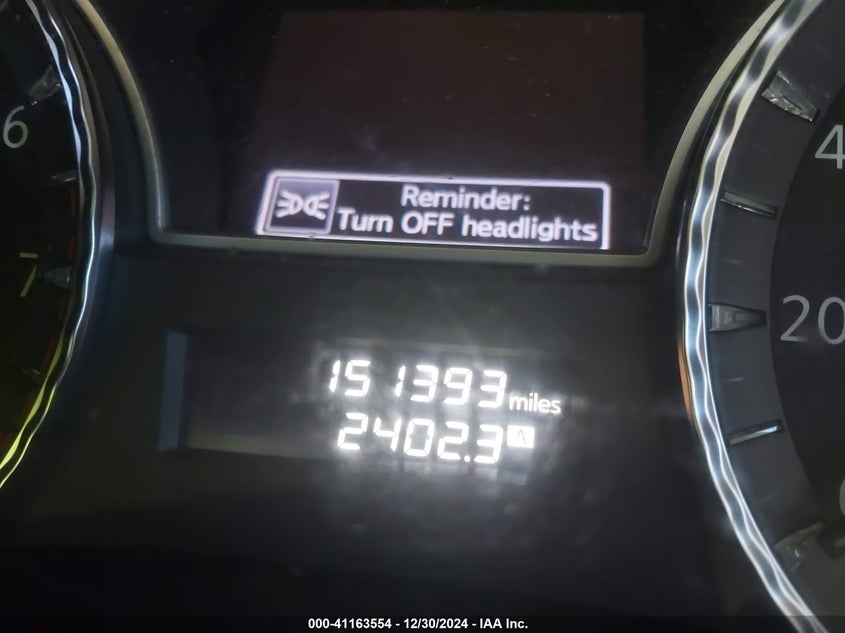 6
7
Reminder:
Turn OFF headlights
151393 miles
2402.3 A
4
20
000-41163554 - 12/30/2024 - IAA Inc.